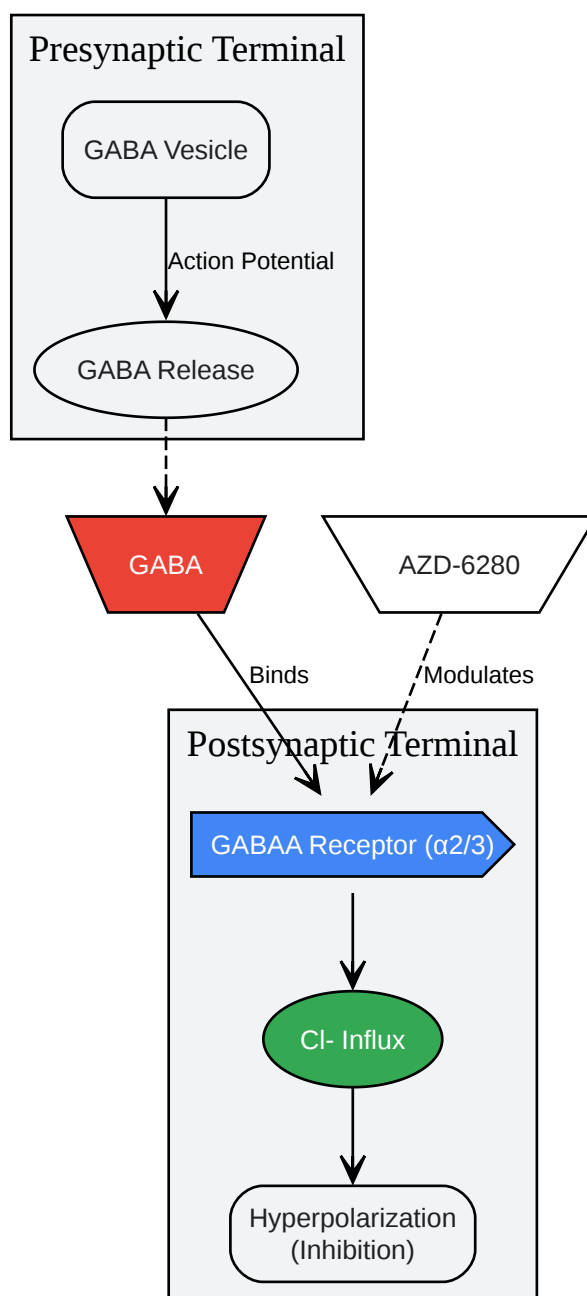 Presynaptic Terminal
GABA Vesicle
Action Potential
GABA Release
GABA
AZD-6280
Binds
Modulates
Postsynaptic Terminal
GABAA Receptor (α2/3)
Cl- Influx
Hyperpolarization
(Inhibition)